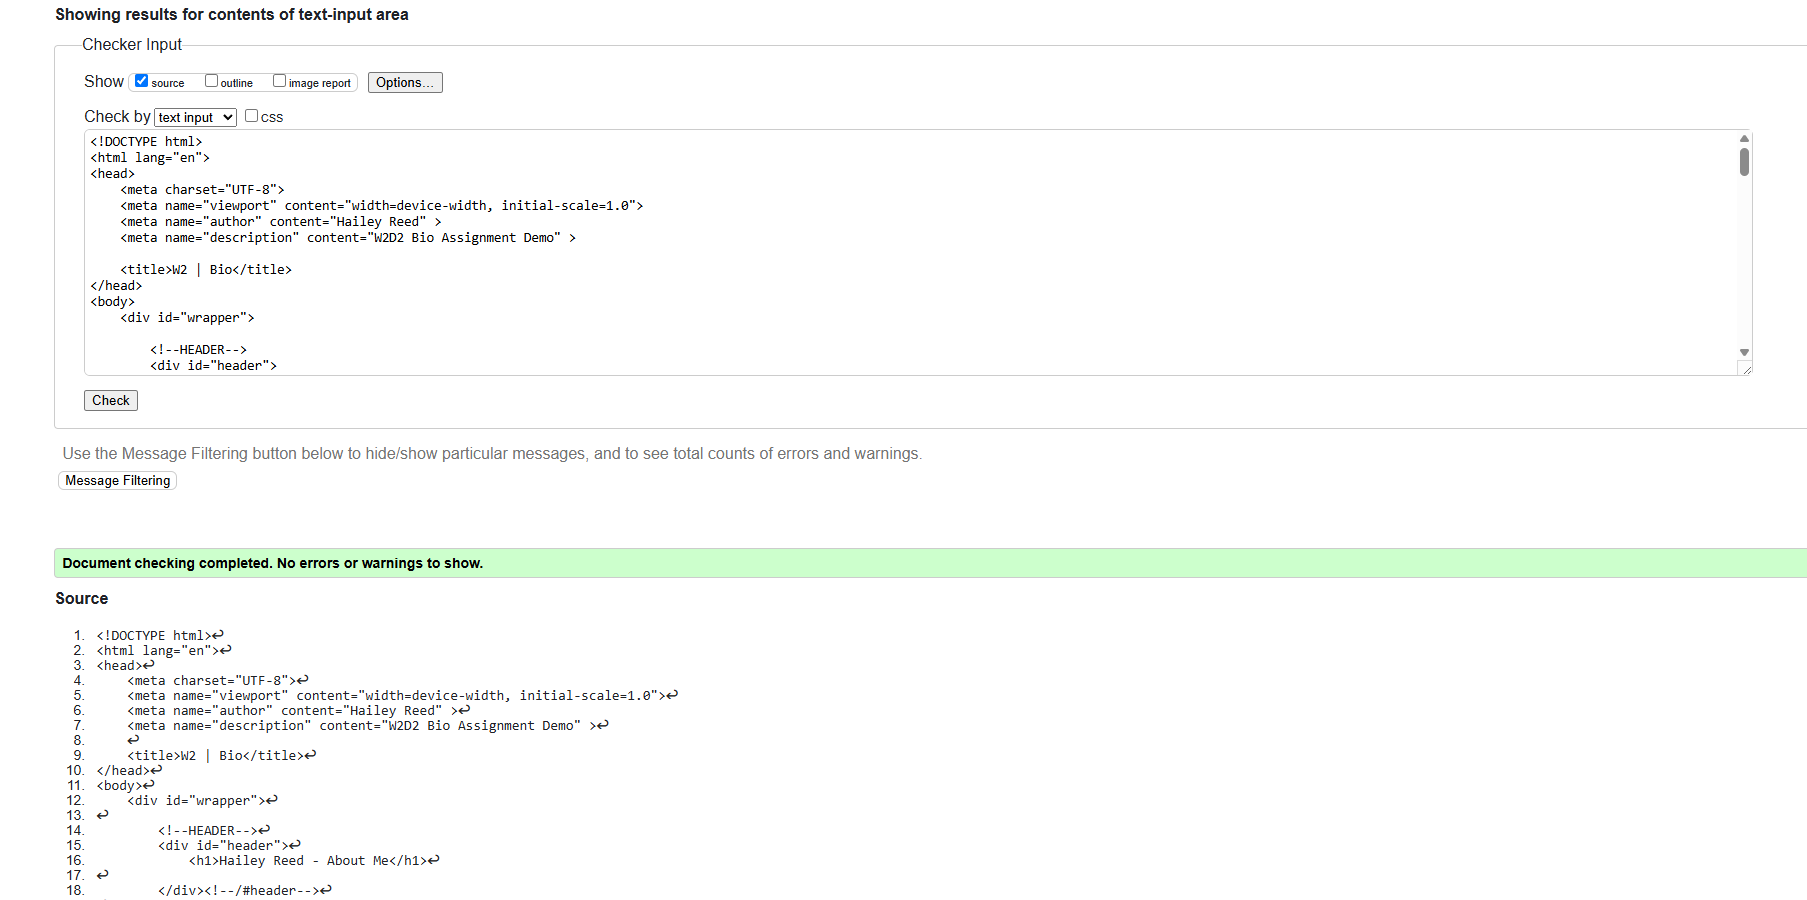 Showing results for contents of text-input area
Checker Input
Show source outline image report Options...
Check by text input css
<!DOCTYPE html>
<html lang="en">
<head>
    <meta charset="UTF-8">
    <meta name="viewport" content="width=device-width, initial-scale=1.0">
    <meta name="author" content="Hailey Reed" >
    <meta name="description" content="W2D2 Bio Assignment Demo" >
    <title>W2 | Bio</title>
</head>
<body>
    <div id="wrapper">
        <!--HEADER-->
        <div id="header">
Check
Use the Message Filtering button below to hide/show particular messages, and to see total counts of errors and warnings.
Message Filtering
Document checking completed. No errors or warnings to show.
Source
1. <!DOCTYPE html>↩
2. <html lang="en">↩
3. <head>↩
4.     <meta charset="UTF-8">↩
5.     <meta name="viewport" content="width=device-width, initial-scale=1.0">↩
6.     <meta name="author" content="Hailey Reed" >↩
7.     <meta name="description" content="W2D2 Bio Assignment Demo" >↩
8.     ↩
9.     <title>W2 | Bio</title>↩
10. </head>↩
11. <body>↩
12.     <div id="wrapper">↩
13. ↩
14.         <!--HEADER-->↩
15.         <div id="header">↩
16.             <h1>Hailey Reed - About Me</h1>↩
17. ↩
18.         </div><!--/#header-->↩